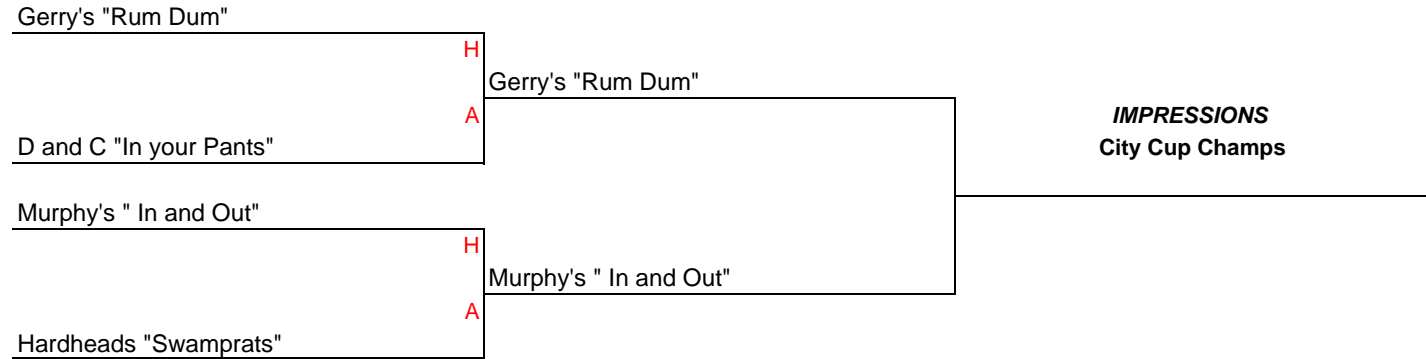 Gerry's "Rum Dum"
H
Gerry's "Rum Dum"
A
IMPRESSIONS
D and C "In your Pants"
City Cup Champs
Murphy's " In and Out"
H
Murphy's " In and Out"
A
Hardheads "Swamprats"